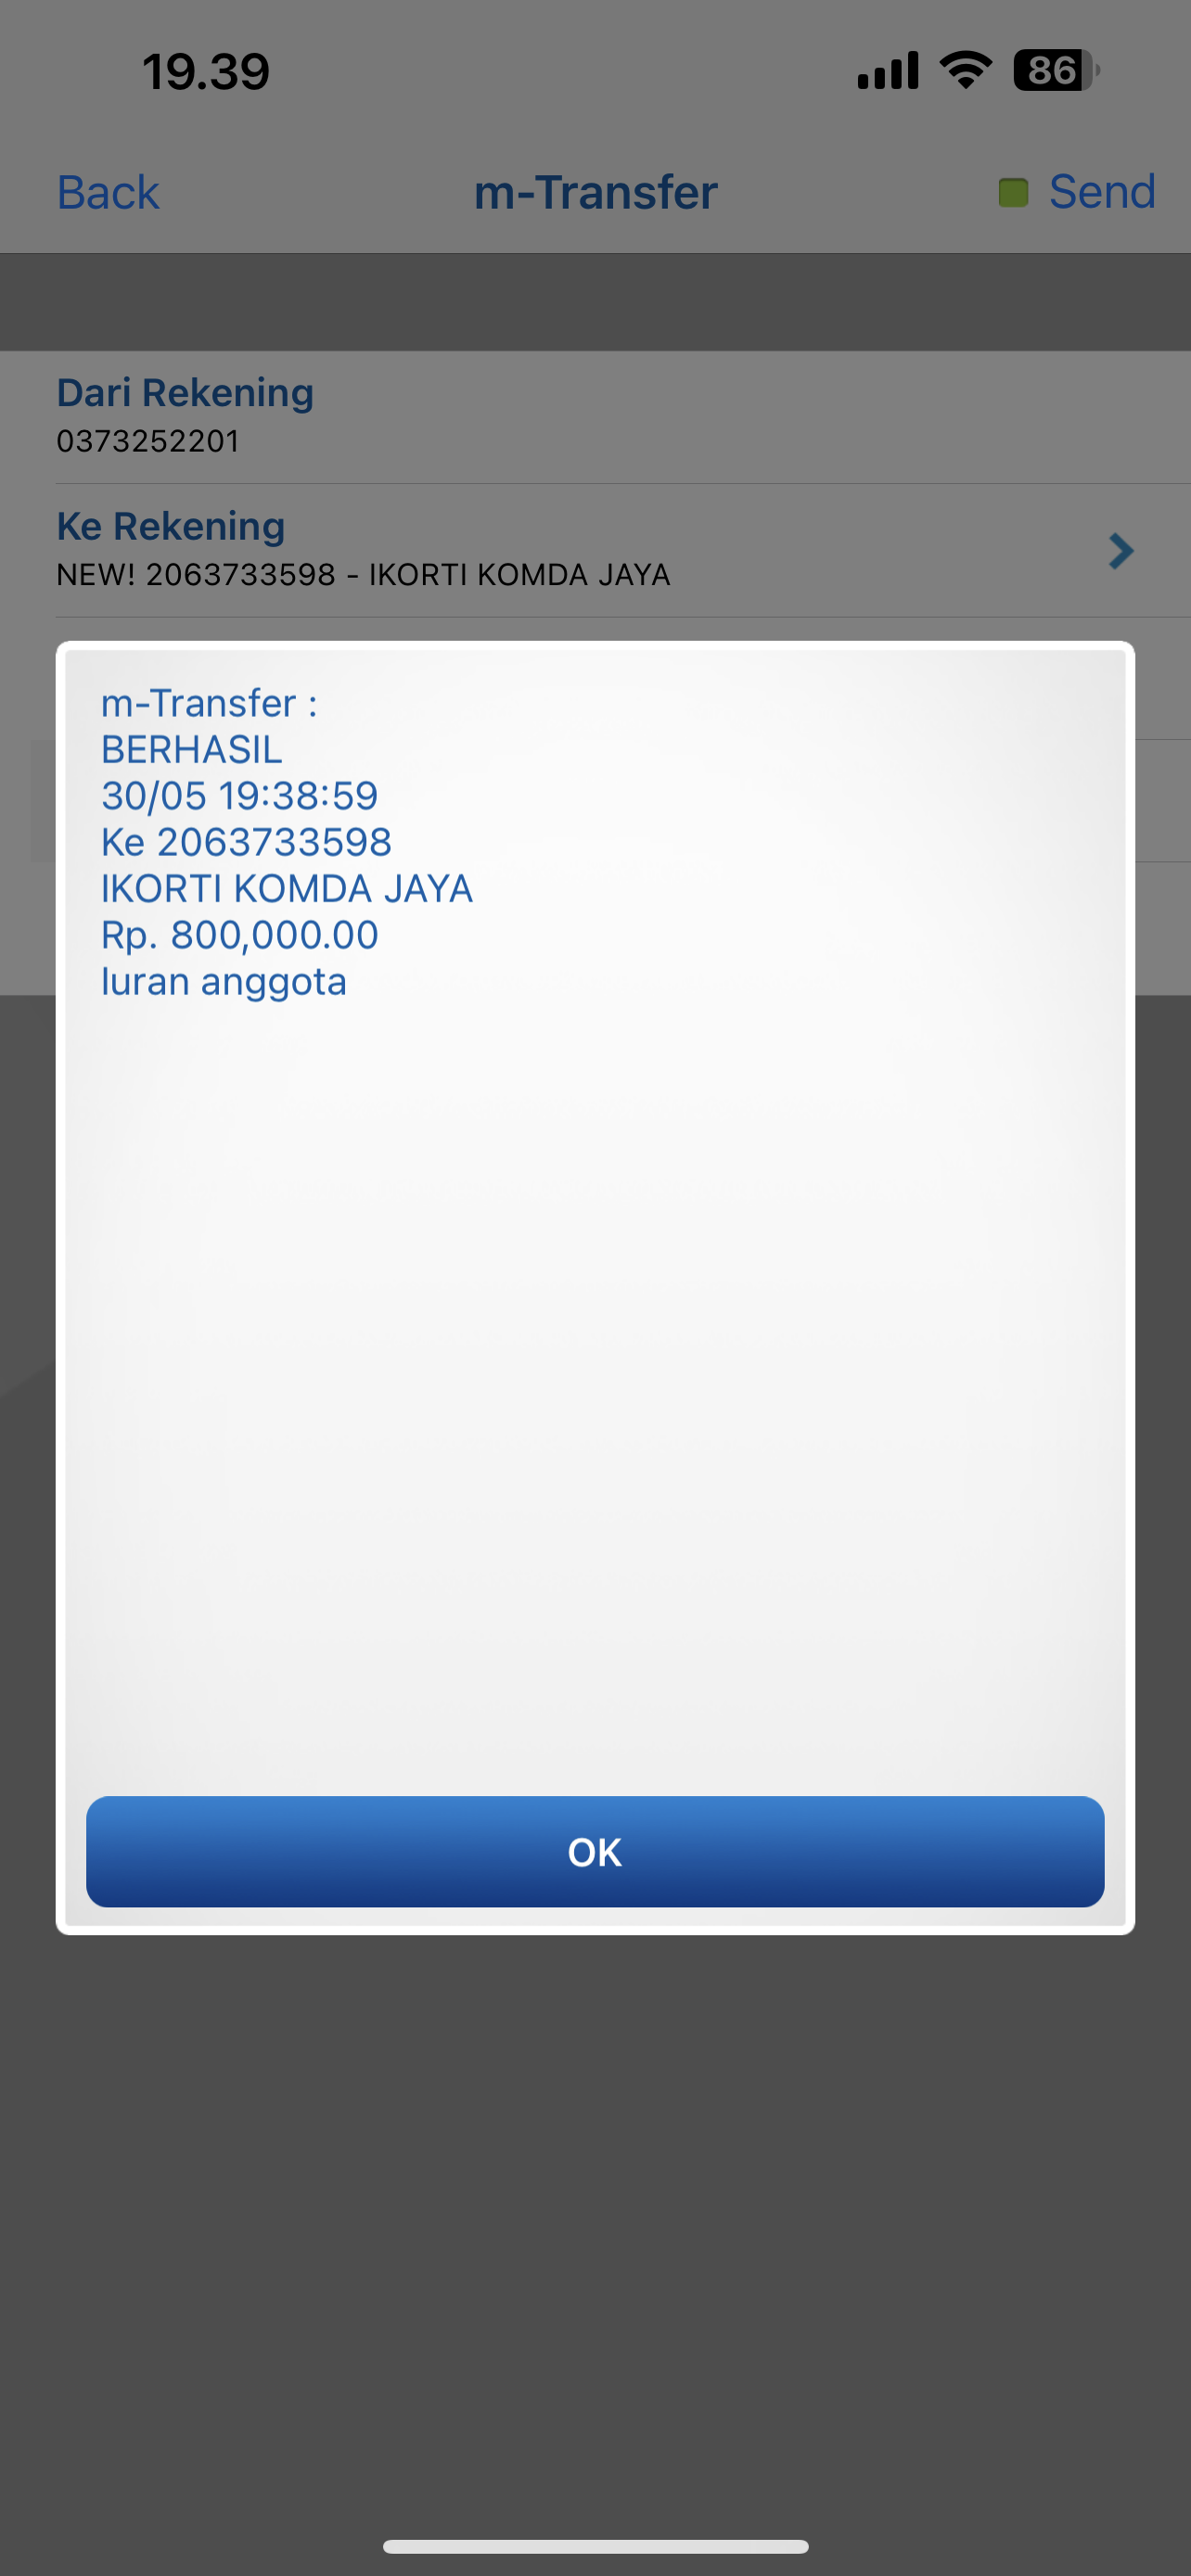 19.39
86
Back
m-Transfer
Send
Dari Rekening
0373252201
Ke Rekening
NEW! 2063733598 - IKORTI KOMDA JAYA
m-Transfer :
BERHASIL
30/05 19:38:59
Ke 2063733598
IKORTI KOMDA JAYA
Rp. 800,000.00
Iuran anggota
OK